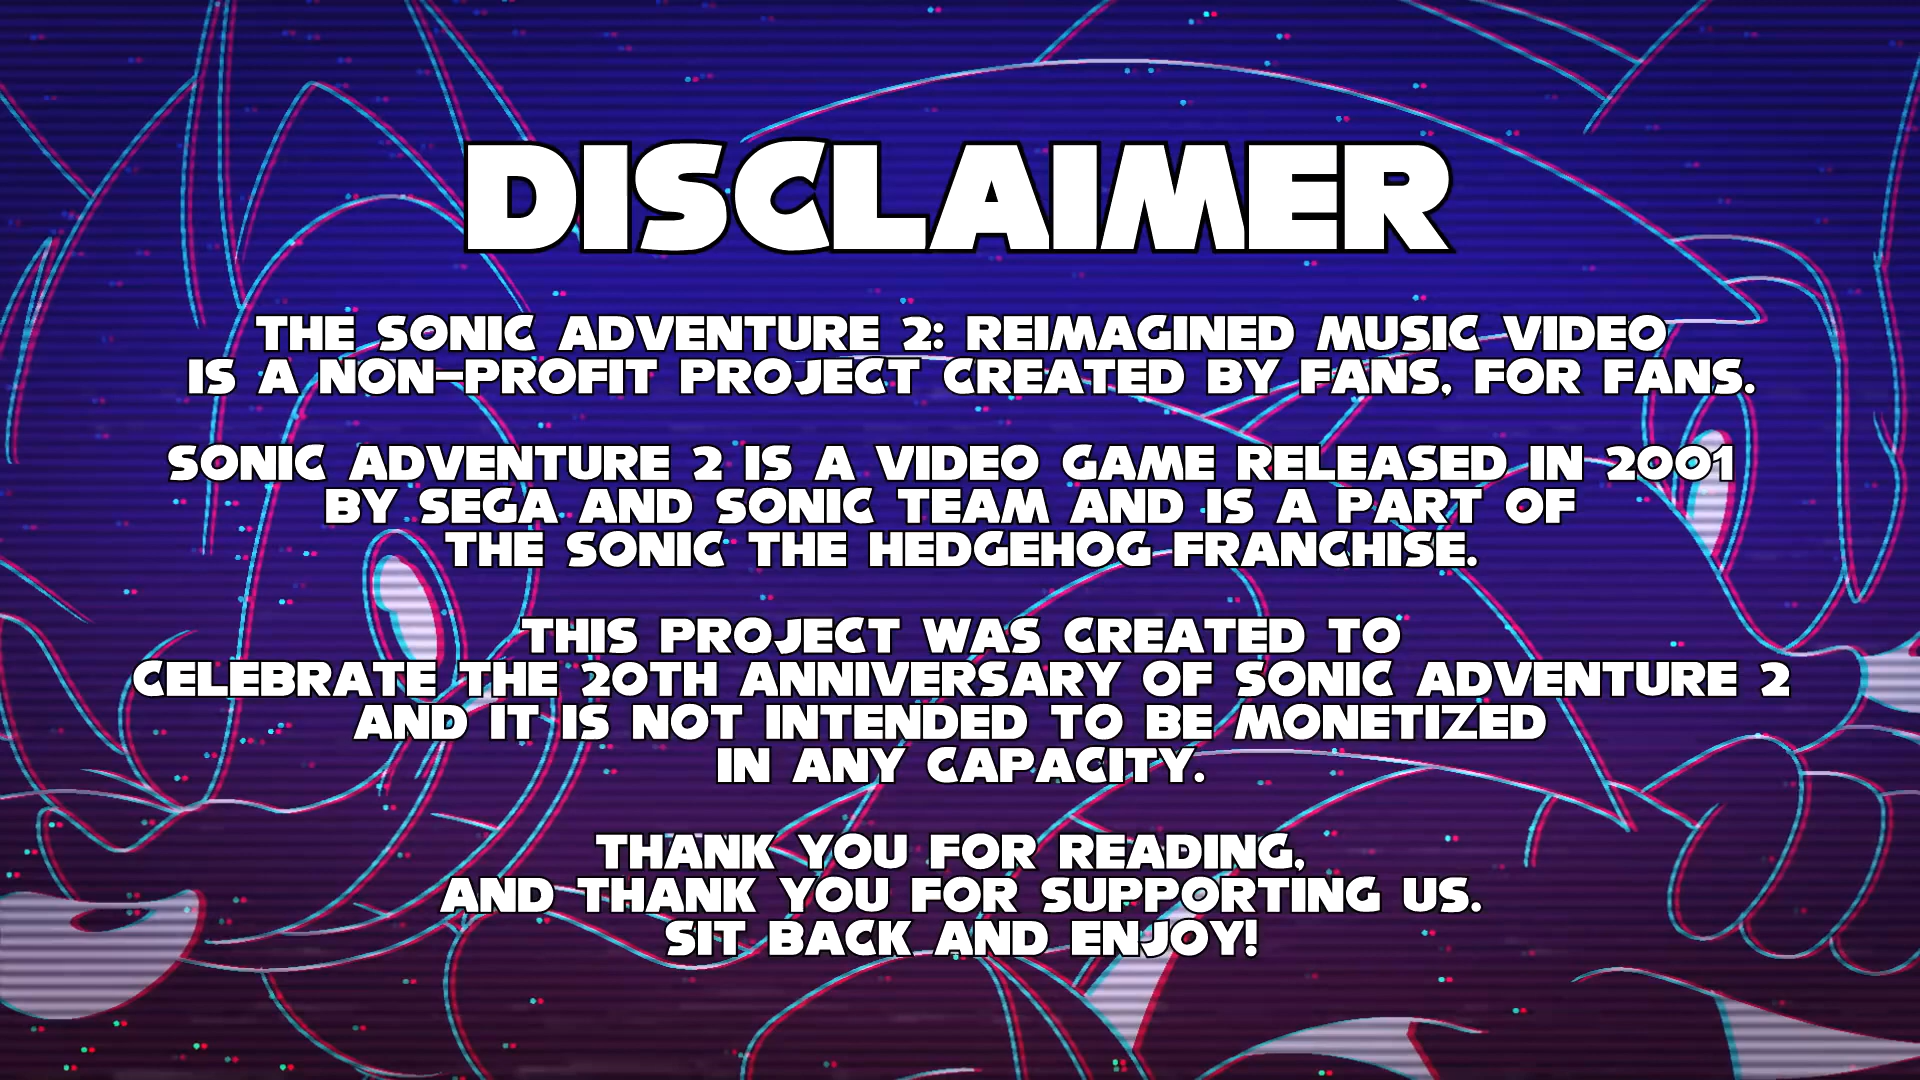 DISCLAIMER
THE SONIC ADVENTURE 2: REIMAGINED MUSIC VIDEO
IS A NON-PROFIT PROJECT CREATED BY FANS, FOR FANS.
SONIC ADVENTURE 2 IS A VIDEO GAME RELEASED IN 2001
BY SEGA AND SONIC TEAM AND IS A PART OF
THE SONIC THE HEDGEHOG FRANCHISE.
THIS PROJECT WAS CREATED TO
CELEBRATE THE 20TH ANNIVERSARY OF SONIC ADVENTURE 2
AND IT IS NOT INTENDED TO BE MONETIZED
IN ANY CAPACITY.
THANK YOU FOR READING,
AND THANK YOU FOR SUPPORTING US.
SIT BACK AND ENJOY!